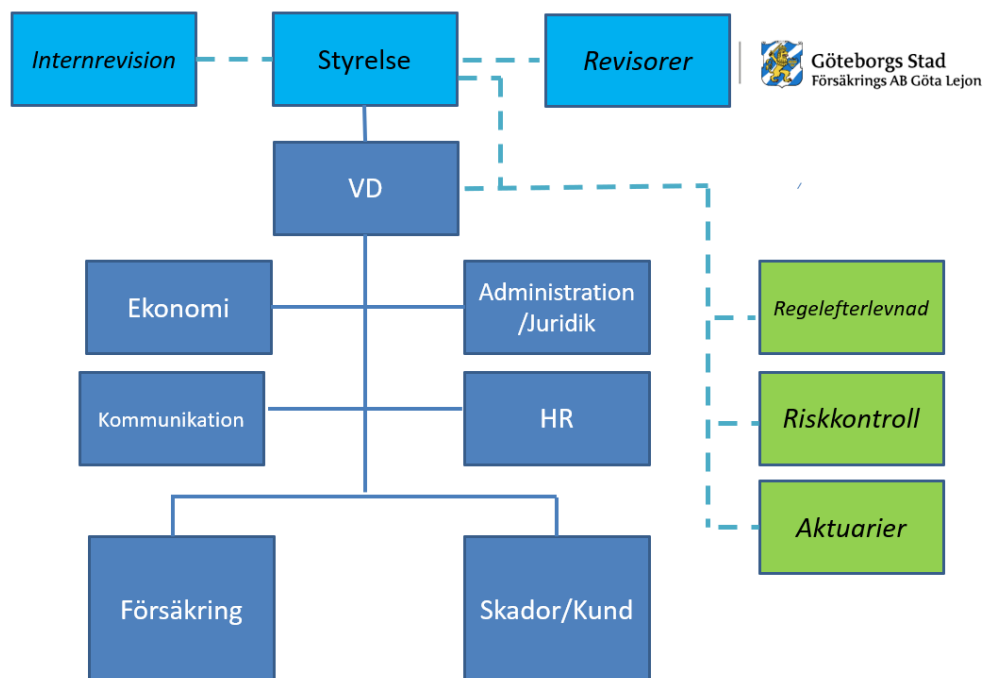 Internrevision
Styrelse
Revisorer
Göteborgs Stad
Försäkrings AB Göta Lejon
VD
Ekonomi
Administration
/Juridik
Regelefterlevnad
Kommunikation
HR
Riskkontroll
Aktuarier
Försäkring
Skador/Kund